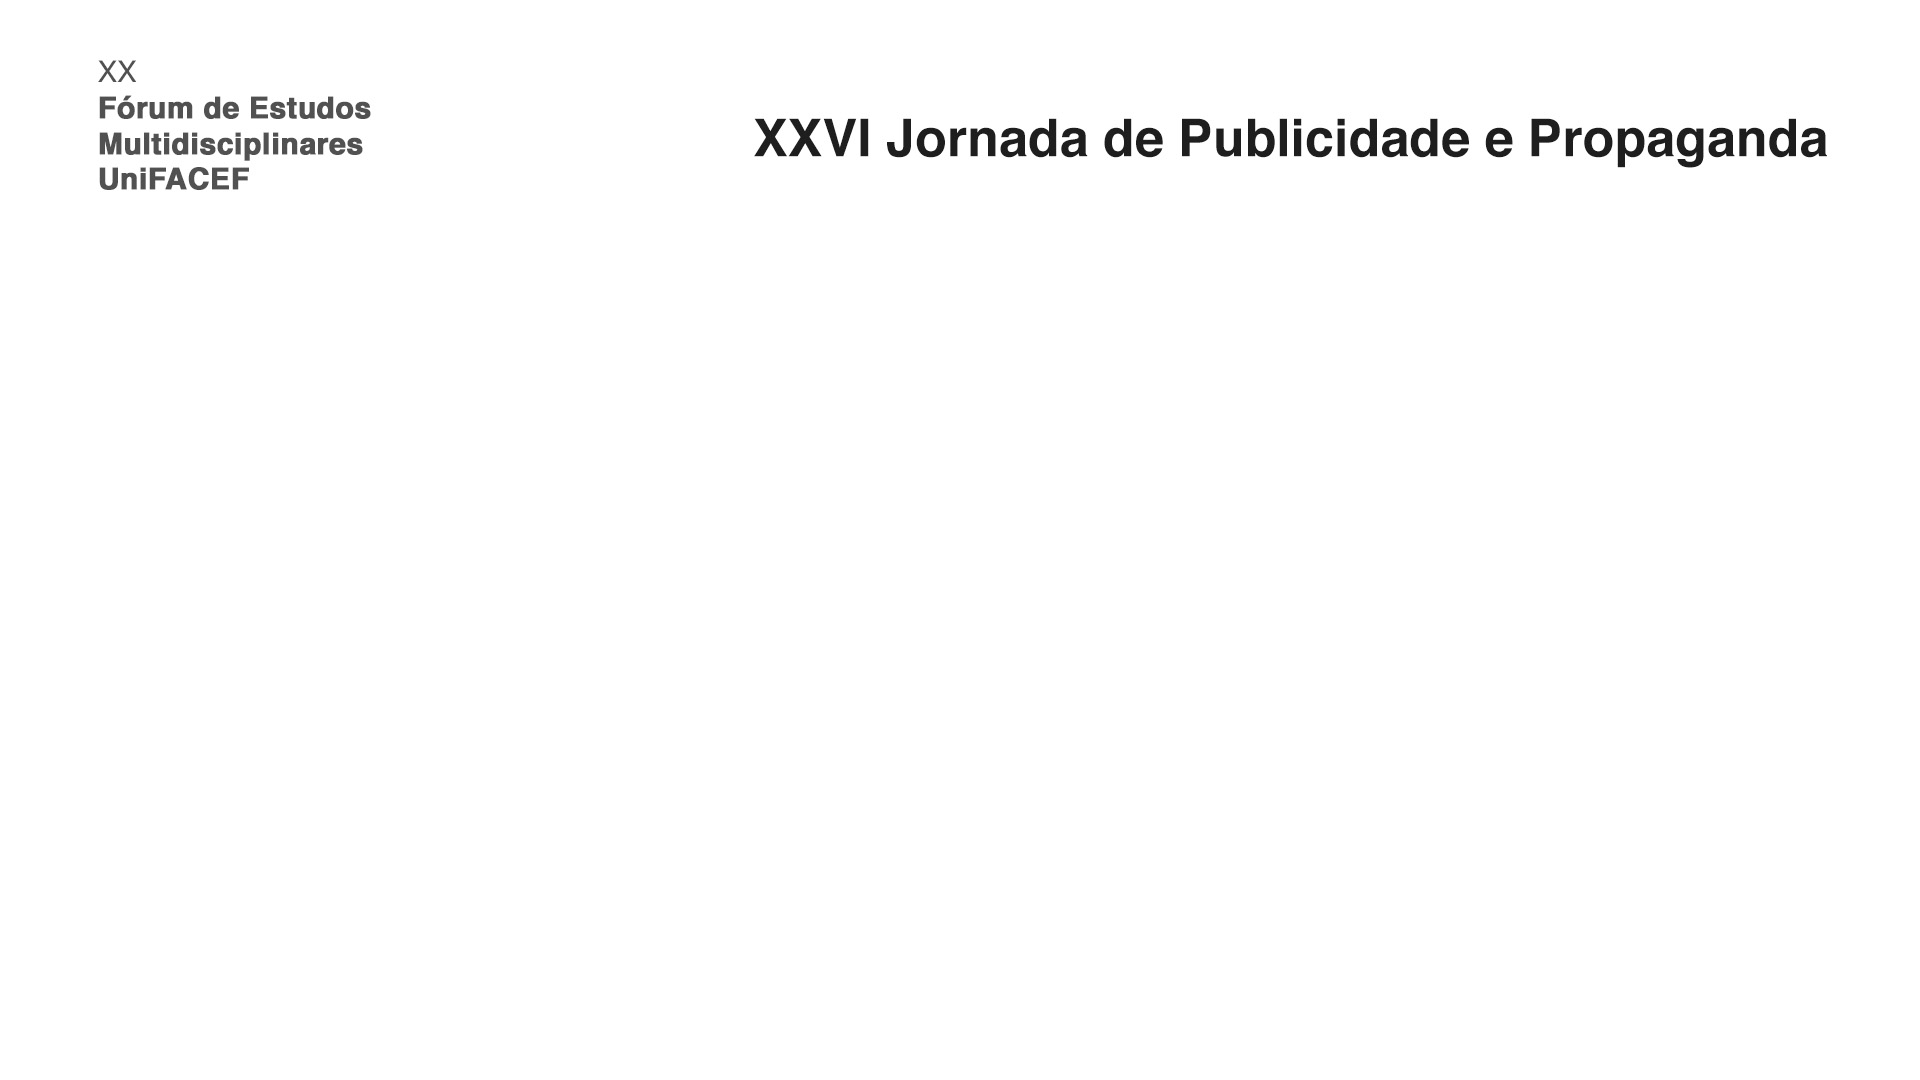 XX
Fórum de Estudos
Multidisciplinares
UniFACEF
XXVI Jornada de Publicidade e Propaganda